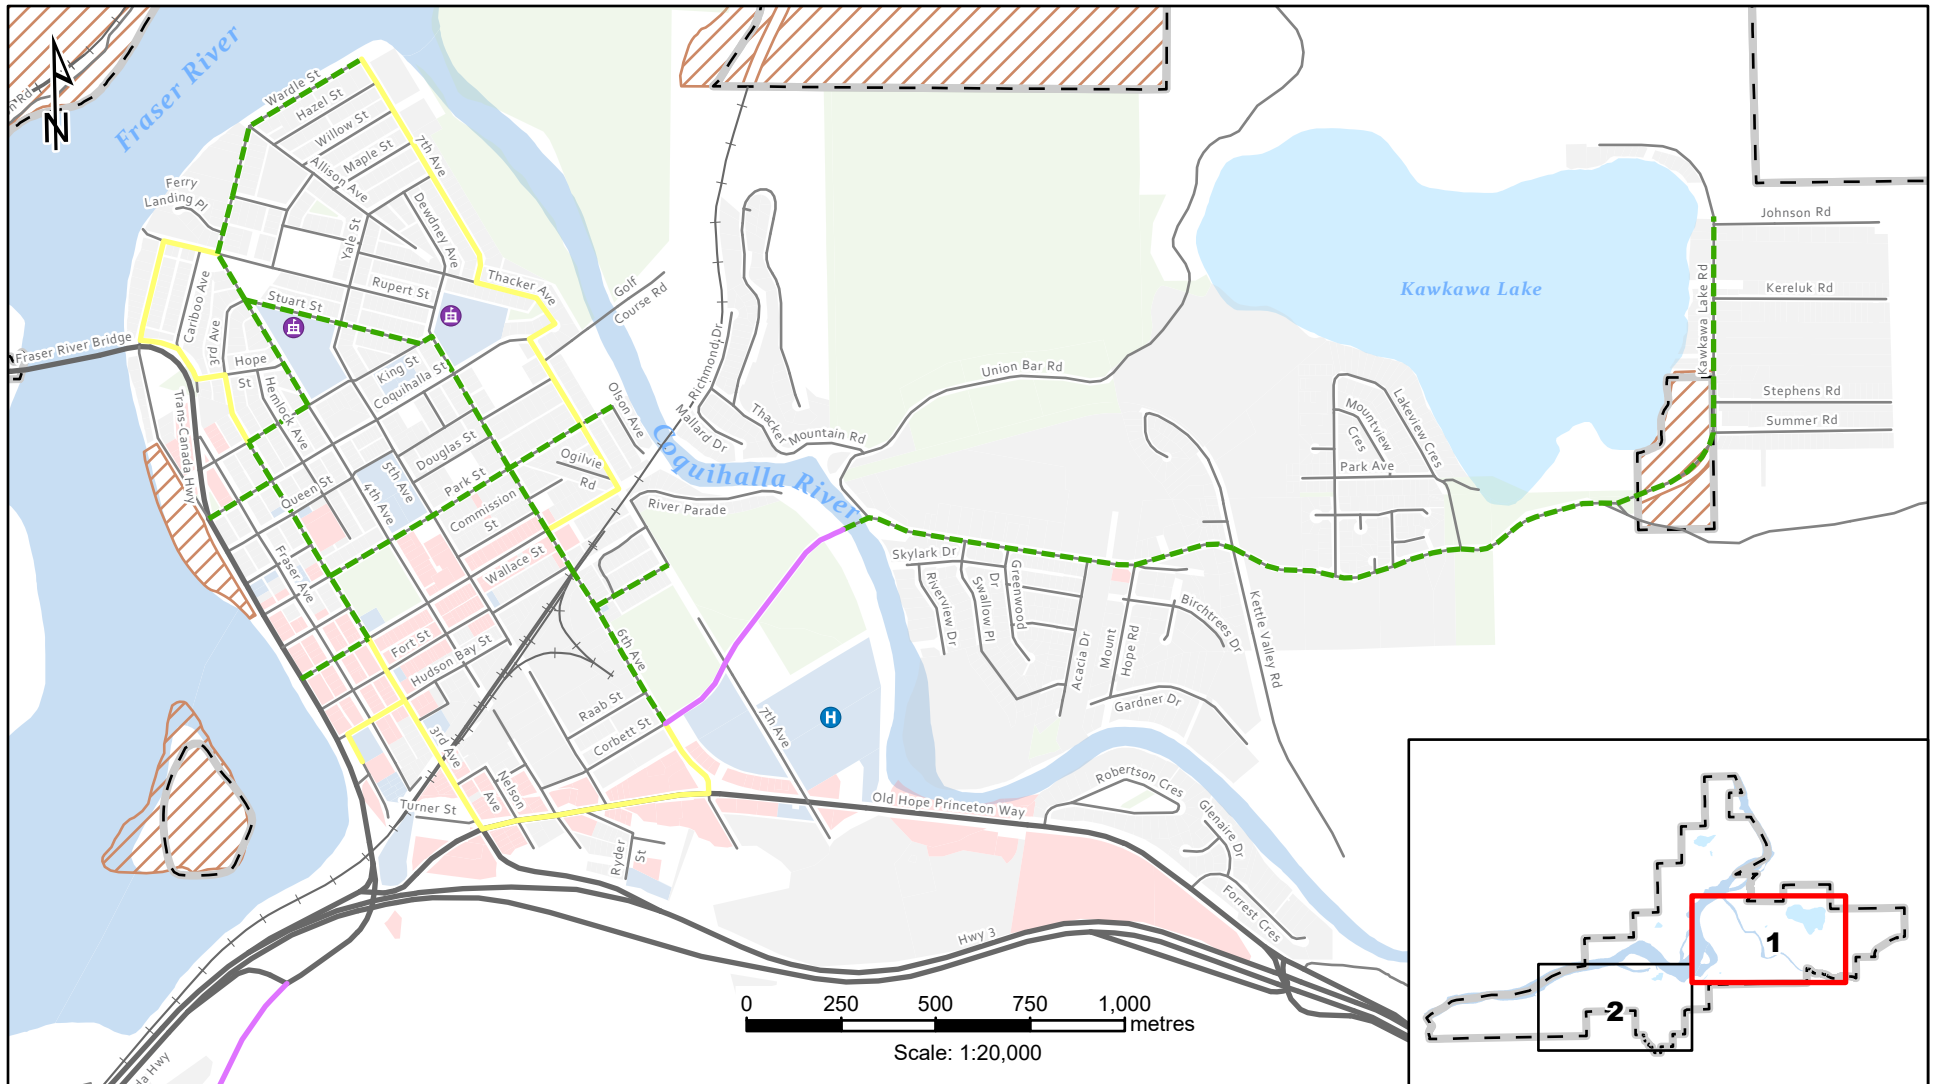 Fraser River
n Rd
N
Wardle St
Hazel St
Willow St
Maple St
Allison Ave
7th Ave
Ferry
Landing Pl
Dewdney Ave
Yale St
Cariboo Ave
Stuart St
Rupert St
Thacker Ave
Golf
Course Rd
3rd Ave
Fraser River Bridge
Hope
St
King St
Coquihalla St
Hemlock Ave
Trans-Canada Hwy
Olson Ave
Richmond Dr
Mallard Dr
Thacker
Mountain Rd
Union Bar Rd
Kawkawa Lake
Kawkawa Lake Rd
Johnson Rd
Kereluk Rd
Stephens Rd
Summer Rd
Mountview
Cres
Lakeview Cres
Park Ave
Douglas St
5th Ave
4th Ave
Park St
Queen St
Commission
St
Ogilvie
Rd
Coquihalla River
River Parade
Wallace St
Fraser Ave
Fort St
Hudson Bay St
6th Ave
Raab St
Corbett St
3rd Ave
Nelson
Ave
Turner St
7th Ave
H
Skylark Dr
Riverview Dr
Swallow Pl
Greenwood
Dr
Acacia Dr
Mount
Hope Rd
Birchtrees Dr
Kettle Valley Rd
Gardner Dr
Robertson Cres
Glenaire Dr
Forrest Cres
Old Hope Princeton Way
Ryder
St
Hwy 3
da Hwy
0 250 500 750 1,000
metres
Scale: 1:20,000
1
2